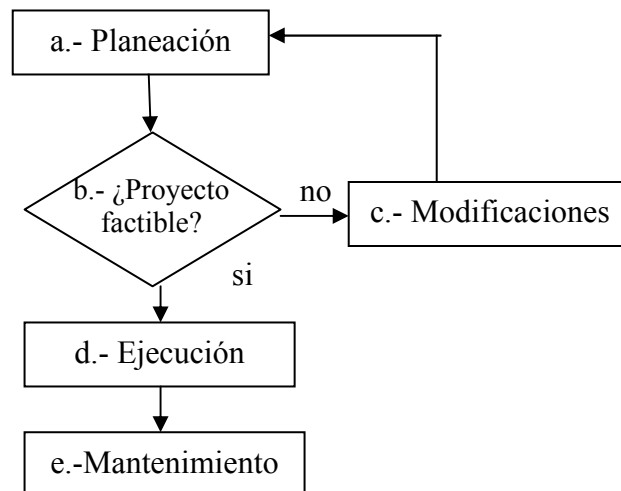 a.- Planeación
b.- ¿Proyecto
factible?
no
c.- Modificaciones
si
d.- Ejecución
e.-Mantenimiento